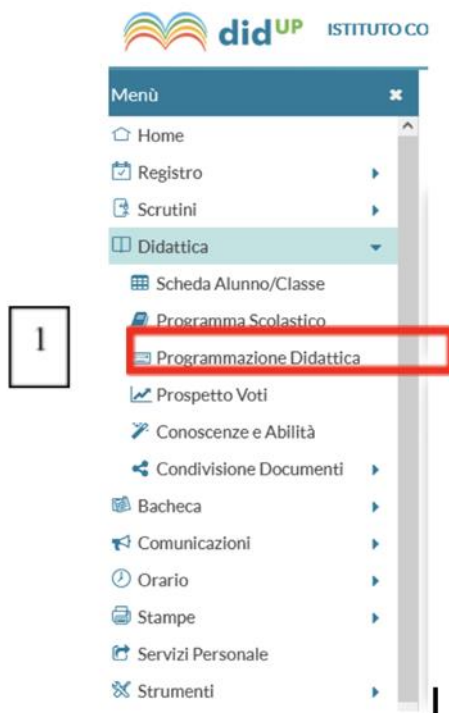 didUP ISTITUTO CO
Menù
Home
Registro
Scrutini
Didattica
Scheda Alunno/Classe
Programma Scolastico
1
Programmazione Didattica
Prospetto Voti
Conoscenze e Abilità
Condivisione Documenti
Bacheca
Comunicazioni
Orario
Stampe
Servizi Personale
Strumenti